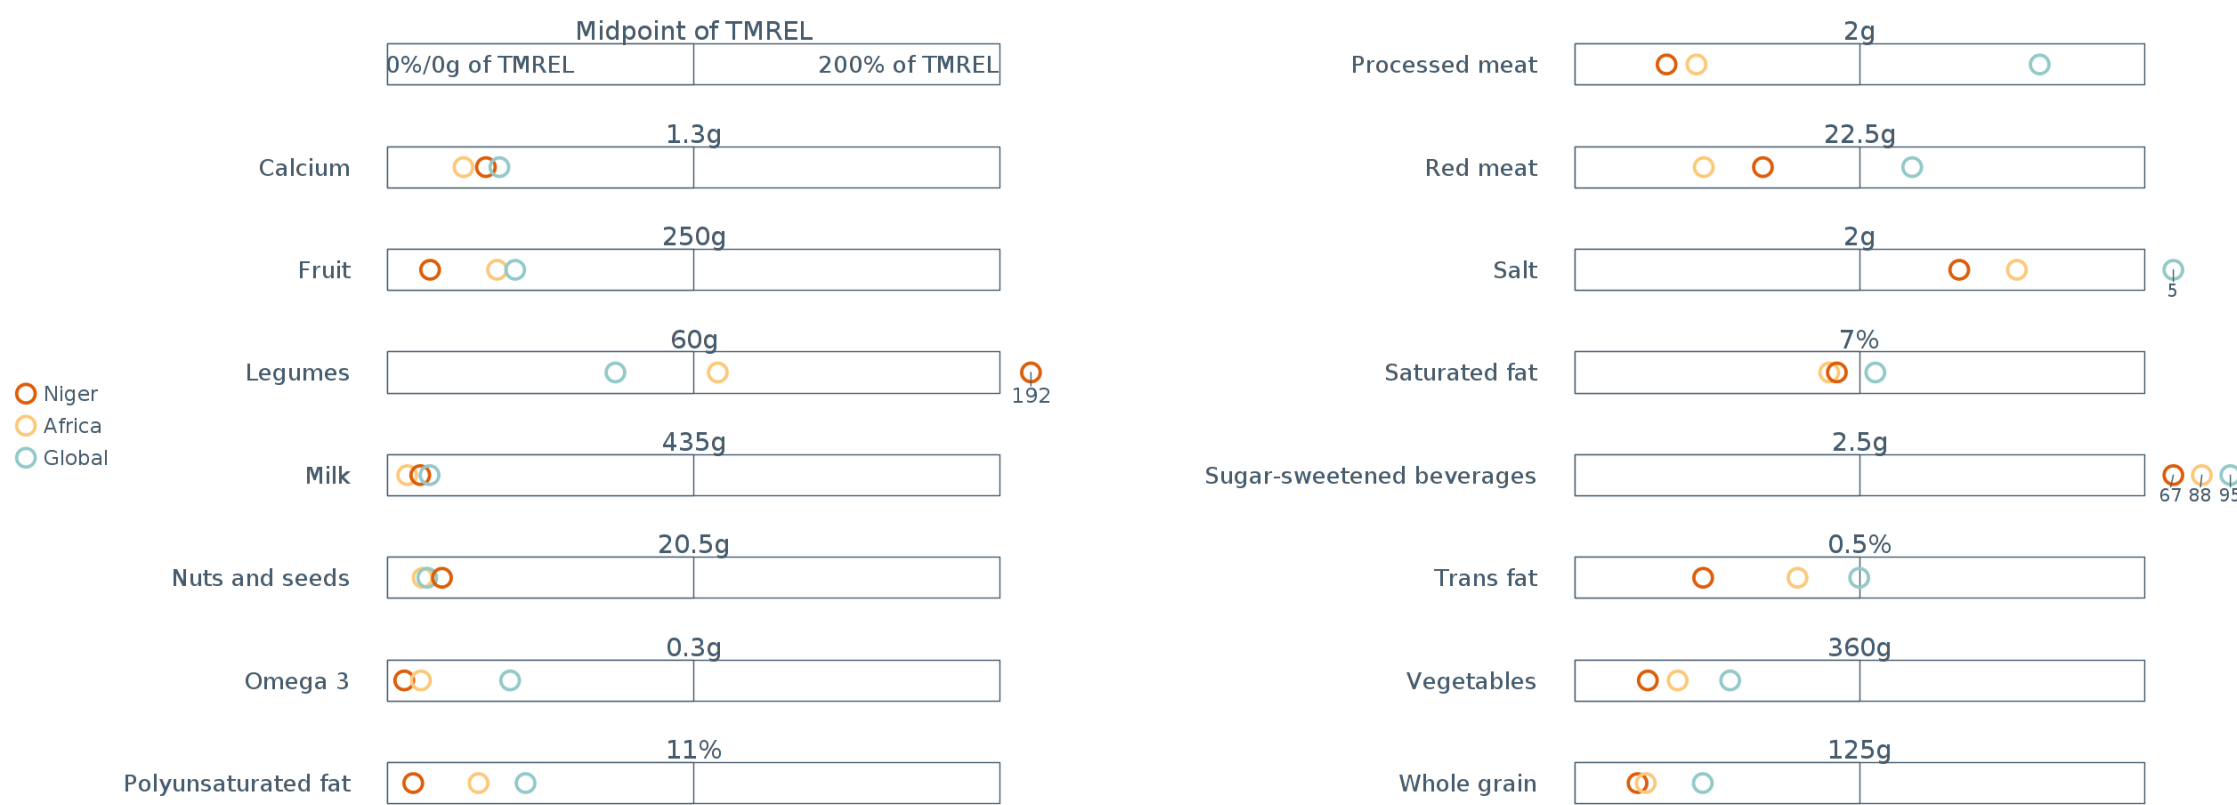 Midpoint of TMREL
0%/0g of TMREL
200% of TMREL
1.3g
Calcium
250g
Fruit
60g
Legumes
192
435g
Milk
20.5g
Nuts and seeds
0.3g
Omega 3
11%
Polyunsaturated fat
Niger
Africa
Global
2g
Processed meat
22.5g
Red meat
2g
Salt
5
7%
Saturated fat
2.5g
Sugar-sweetened beverages
67 88 95
0.5%
Trans fat
360g
Vegetables
125g
Whole grain